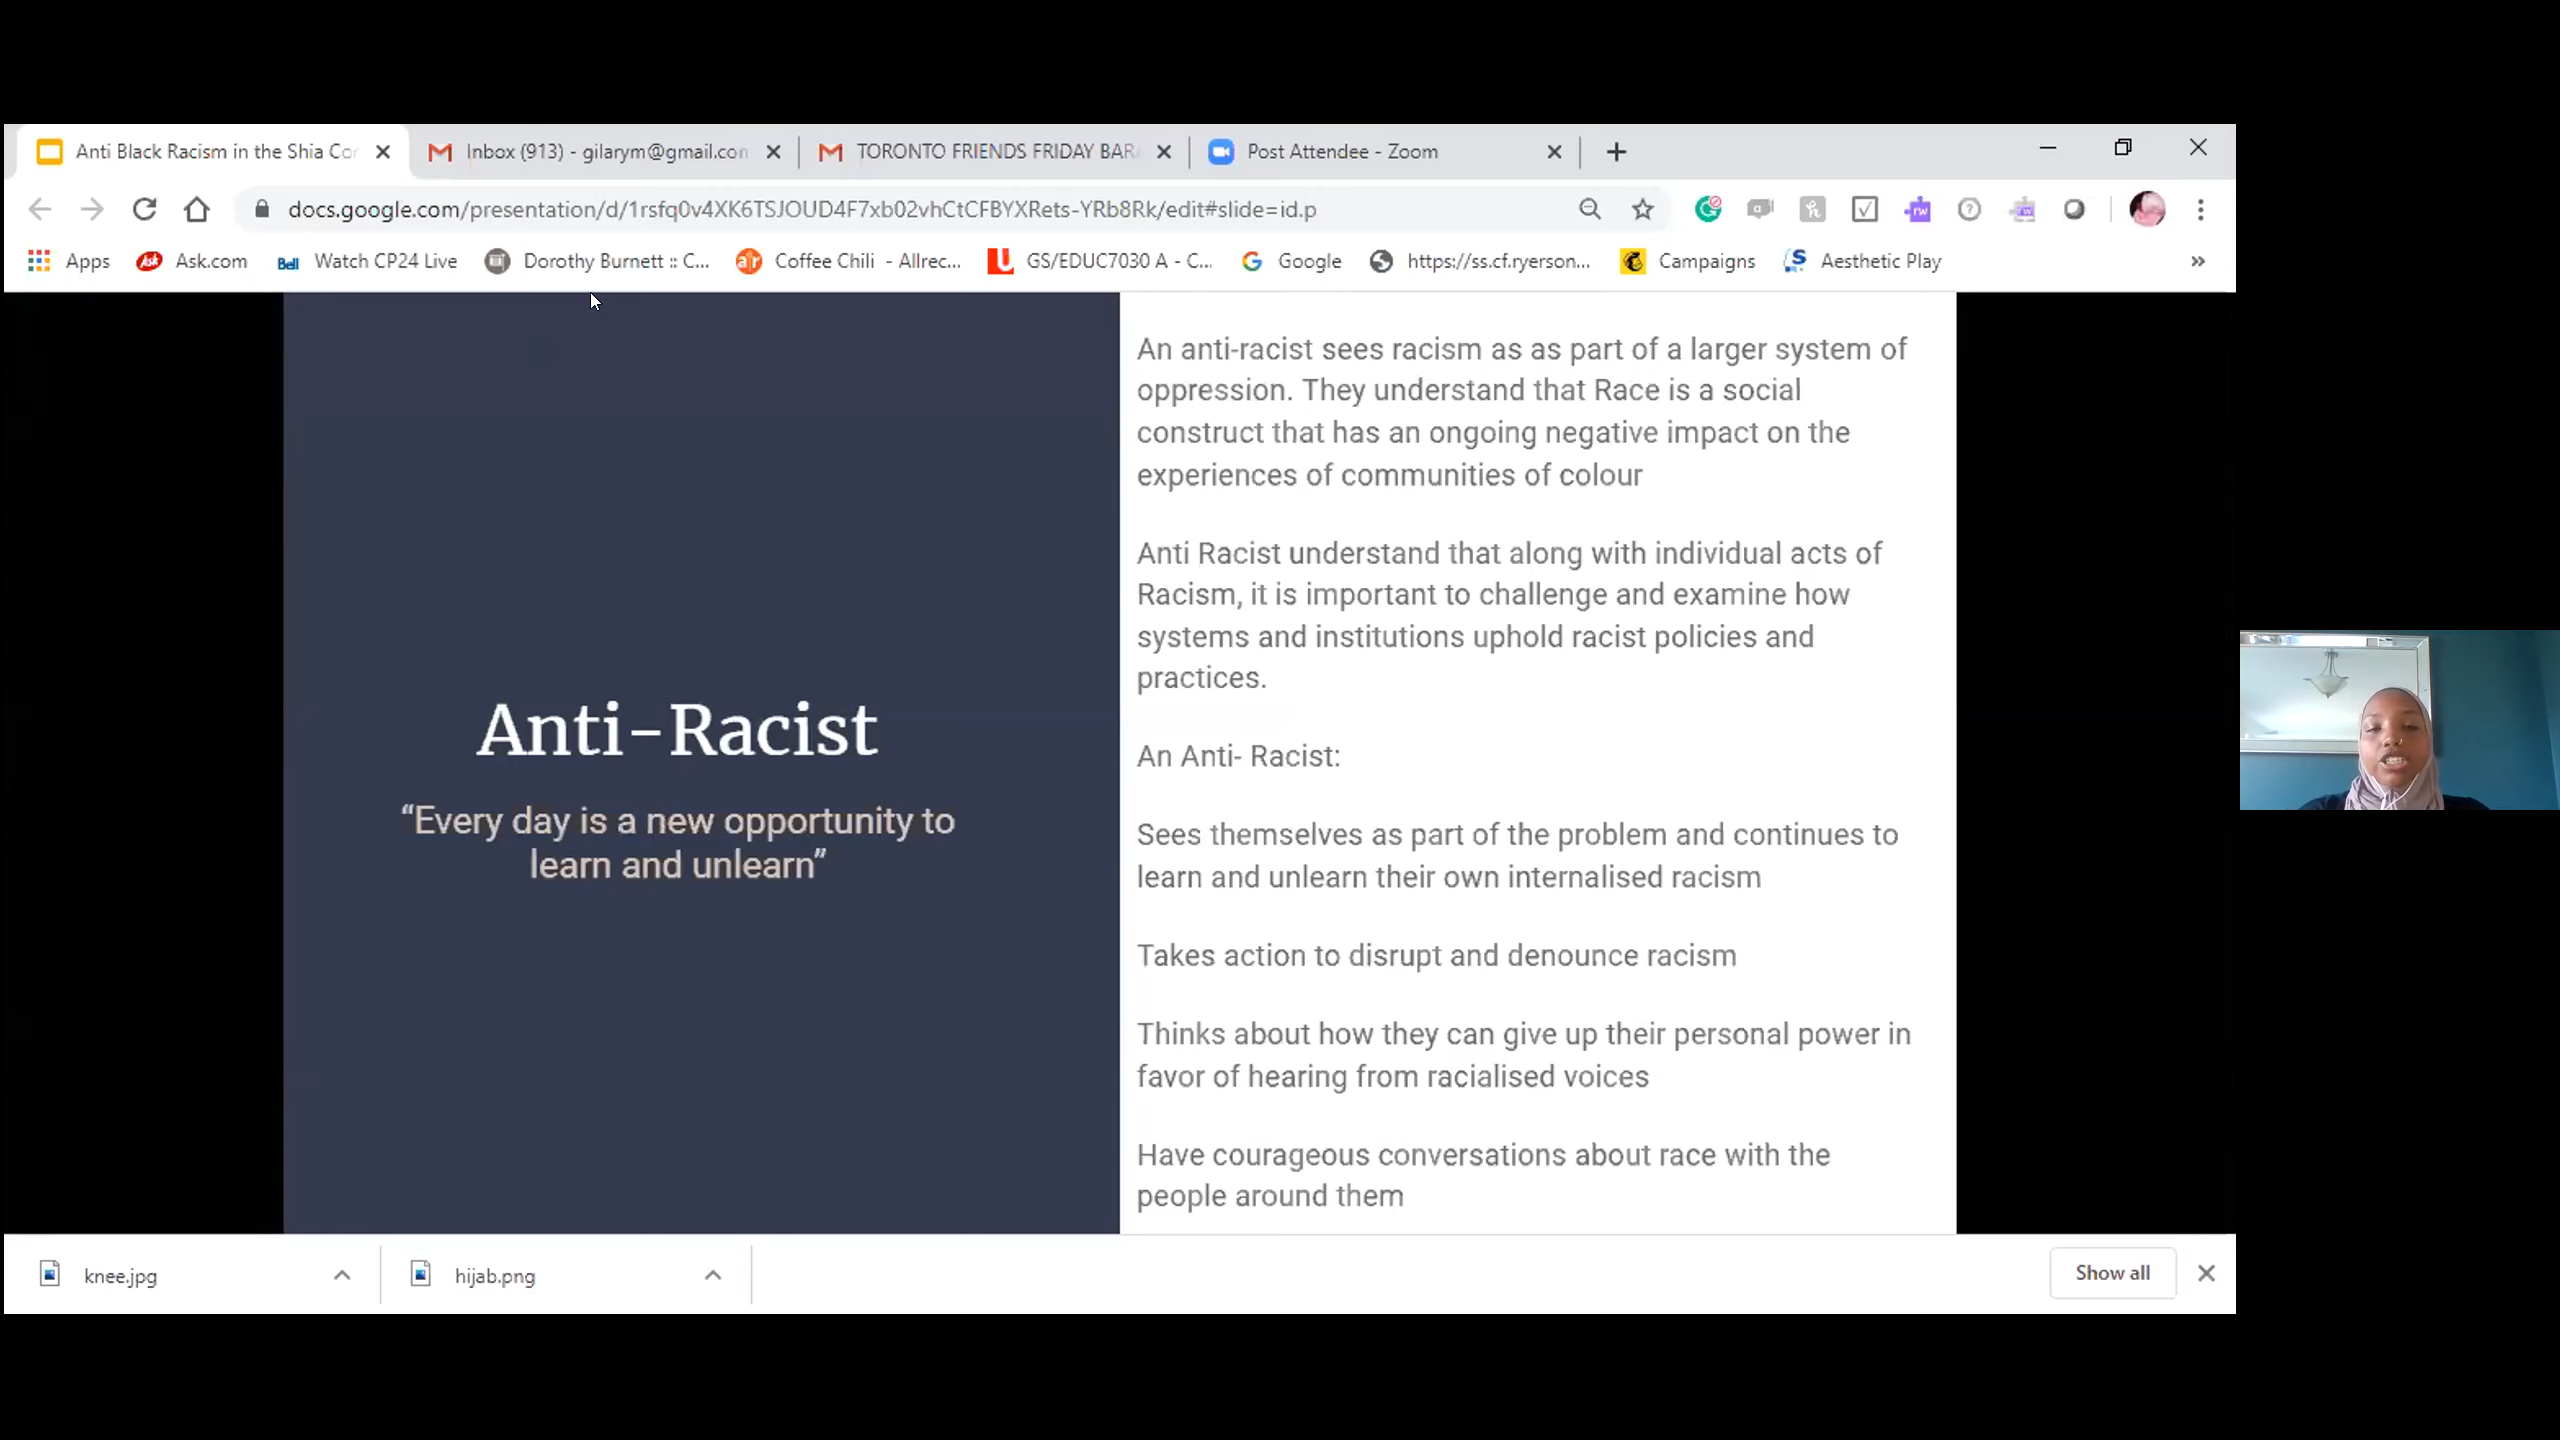 Anti Black Racism in the Shia Cor
Inbox (913) - gilarym@gmail.con
TORONTO FRIENDS FRIDAY BAR
Post Attendee - Zoom
docs.google.com/presentation/d/1rsfq0v4XK6TSJOUD4F7xb02vhCtCFBYXRets-YRb8Rk/edit#slide=id.p
Apps
Ask.com
Bell
Watch CP24 Live
Dorothy Burnett :: C...
Coffee Chili - Allrec...
GS/EDUC7030 A - C...
Google
https://ss.cf.ryerson...
Campaigns
Aesthetic Play
Anti-Racist
“Every day is a new opportunity to
learn and unlearn”
An anti-racist sees racism as as part of a larger system of
oppression. They understand that Race is a social
construct that has an ongoing negative impact on the
experiences of communities of colour
Anti Racist understand that along with individual acts of
Racism, it is important to challenge and examine how
systems and institutions uphold racist policies and
practices.
An Anti- Racist:
Sees themselves as part of the problem and continues to
learn and unlearn their own internalised racism
Takes action to disrupt and denounce racism
Thinks about how they can give up their personal power in
favor of hearing from racialised voices
Have courageous conversations about race with the
people around them
knee.jpg
hijab.png
Show all